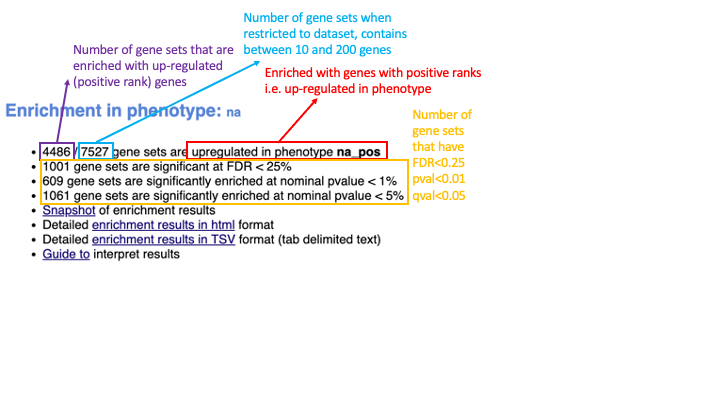 Number of gene sets when
restricted to dataset, contains
between 10 and 200 genes
Number of gene sets that are
enriched with up-regulated
(positive rank) genes
Enriched with genes with positive ranks
i.e. up-regulated in phenotype
Enrichment in phenotype: na
Number of
gene sets
that have
FDR<0.25
pval<0.01
qval<0.05
• 4486 / 7527 gene sets are upregulated in phenotype na_pos
• 1001 gene sets are significant at FDR < 25%
• 609 gene sets are significantly enriched at nominal pvalue < 1%
• 1061 gene sets are significantly enriched at nominal pvalue < 5%
• Snapshot of enrichment results
• Detailed enrichment results in html format
• Detailed enrichment results in TSV format (tab delimited text)
• Guide to interpret results